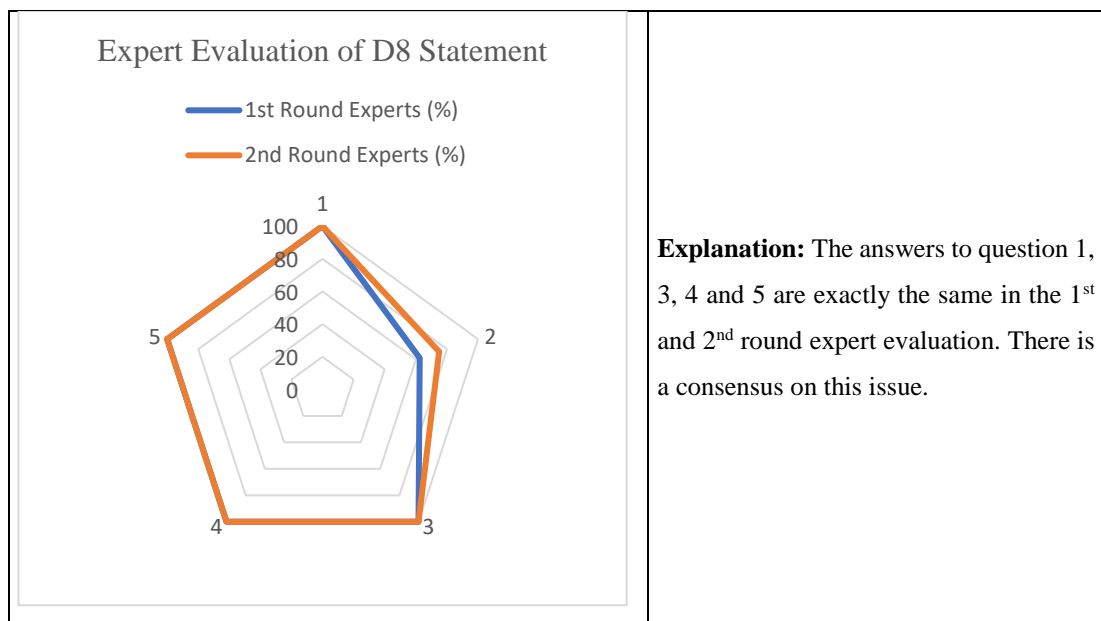 Expert Evaluation of D8 Statement
1st Round Experts (%)
2nd Round Experts (%)
1
100
80
60
40
20
0
5
2
4
3
Explanation: The answers to question 1,
3, 4 and 5 are exactly the same in the 1st
and 2nd round expert evaluation. There is
a consensus on this issue.